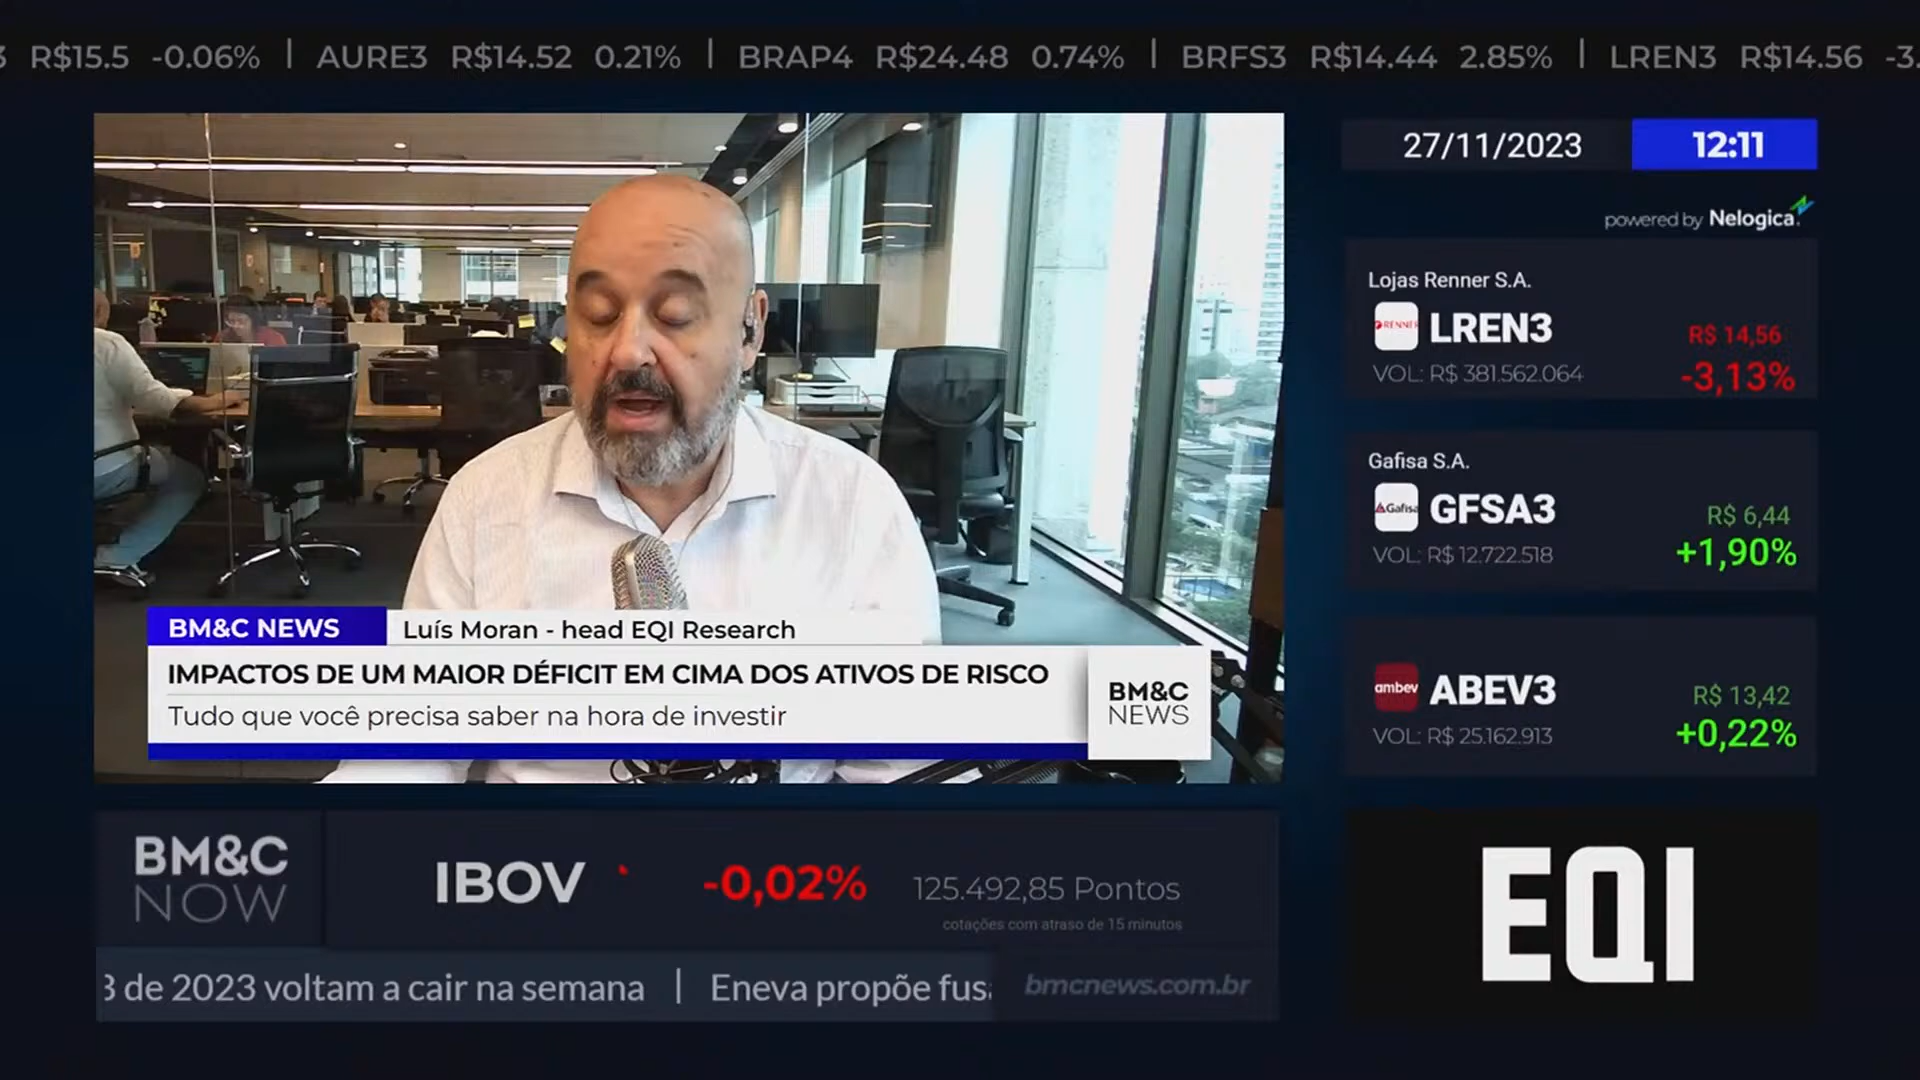 3 R$15.5 -0.06% | AURE3 R$14.52 0.21% | BRAP4 R$24.48 0.74% | BRFS3 R$14.44 2.85% | LREN3 R$14.56 -3.
27/11/2023 12:11
powered by Nelogica
Lojas Renner S.A.
RENNER LREN3 R$ 14,56
VOL: R$ 381.562.064 -3,13%
Gafisa S.A.
Gafisa GFSA3 R$ 6,44
VOL: R$ 12.722.518 +1,90%
ambev ABEV3 R$ 13,42
VOL: R$ 25.162.913 +0,22%
BM&C NEWS Luís Moran - head EQI Research
IMPACTOS DE UM MAIOR DÉFICIT EM CIMA DOS ATIVOS DE RISCO
Tudo que você precisa saber na hora de investir
BM&C
NEWS
BM&C
NOW
IBOV -0,02% 125.492,85 Pontos
cotações com atraso de 15 minutos
3 de 2023 voltam a cair na semana | Eneva propõe fus
bmcnews.com.br
EQI